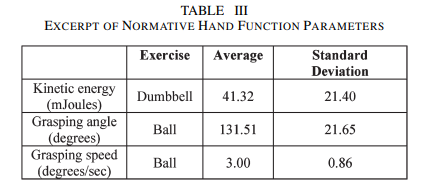 TABLE III
EXCERPT OF NORMATIVE HAND FUNCTION PARAMETERS
Exercise Average Standard
Deviation
Kinetic energy
(mJoules) Dumbbell 41.32 21.40
Grasping angle
(degrees) Ball 131.51 21.65
Grasping speed
(degrees/sec) Ball 3.00 0.86